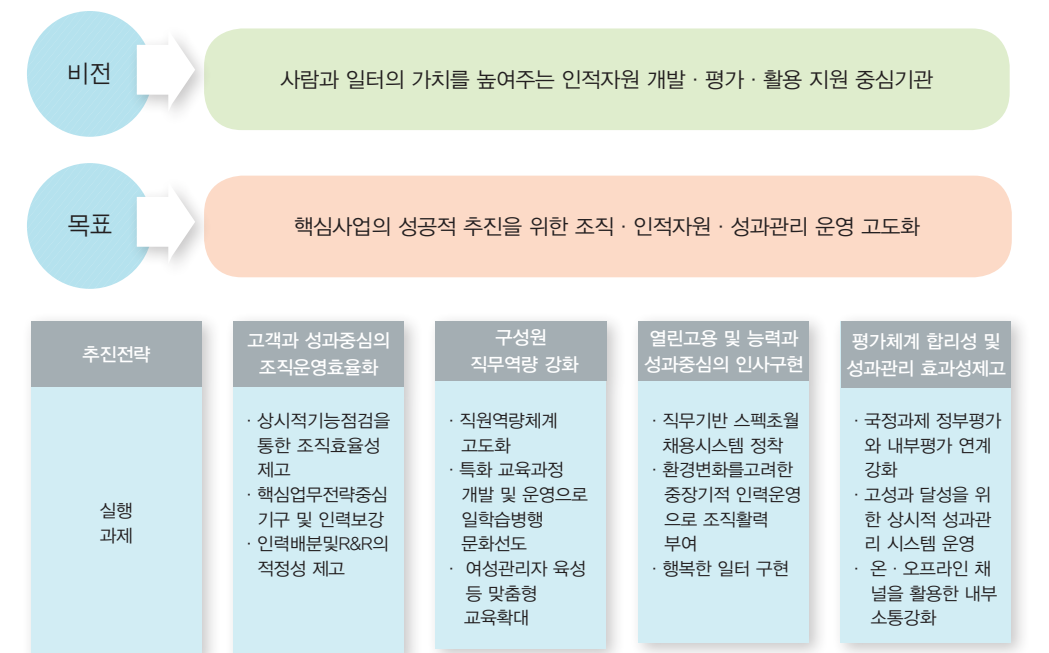 비전
사람과 일터의 가치를 높여주는 인적자원 개발 · 평가 · 활용 지원 중심기관
목표
핵심사업의 성공적 추진을 위한 조직 · 인적자원 · 성과관리 운영 고도화
추진전략
고객과 성과중심의
조직운영효율화
구성원
직무역량 강화
열린고용 및 능력과
성과중심의 인사구현
평가체계 합리성 및
성과관리 효과성제고
실행
과제
· 상시적기능점검을
통한 조직효율성
제고
· 핵심업무전략중심
기구 및 인력보강
· 인력배분및R&R의
적정성 제고
· 직원역량체계
고도화
· 특화 교육과정
개발 및 운영으로
일학습병행
문화선도
· 여성관리자 육성
등 맞춤형
교육확대
· 직무기반 스펙초월
채용시스템 정착
· 환경변화를고려한
중장기적 인력운영
으로 조직활력
부여
· 행복한 일터 구현
· 국정과제 정부평가
와 내부평가 연계
강화
· 고성과 달성을 위
한 상시적 성과관
리 시스템 운영
· 온 · 오프라인 채
널을 활용한 내부
소통강화